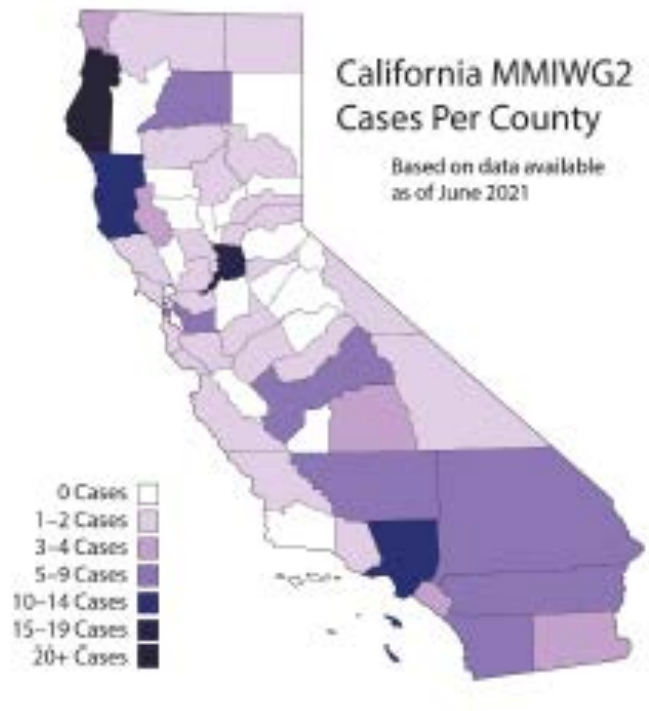 California MMIWG2
Cases Per County
Based on data available
as of June 2021
0 Cases
1–2 Cases
3–4 Cases
5–9 Cases
10–14 Cases
15–19 Cases
20+ Cases